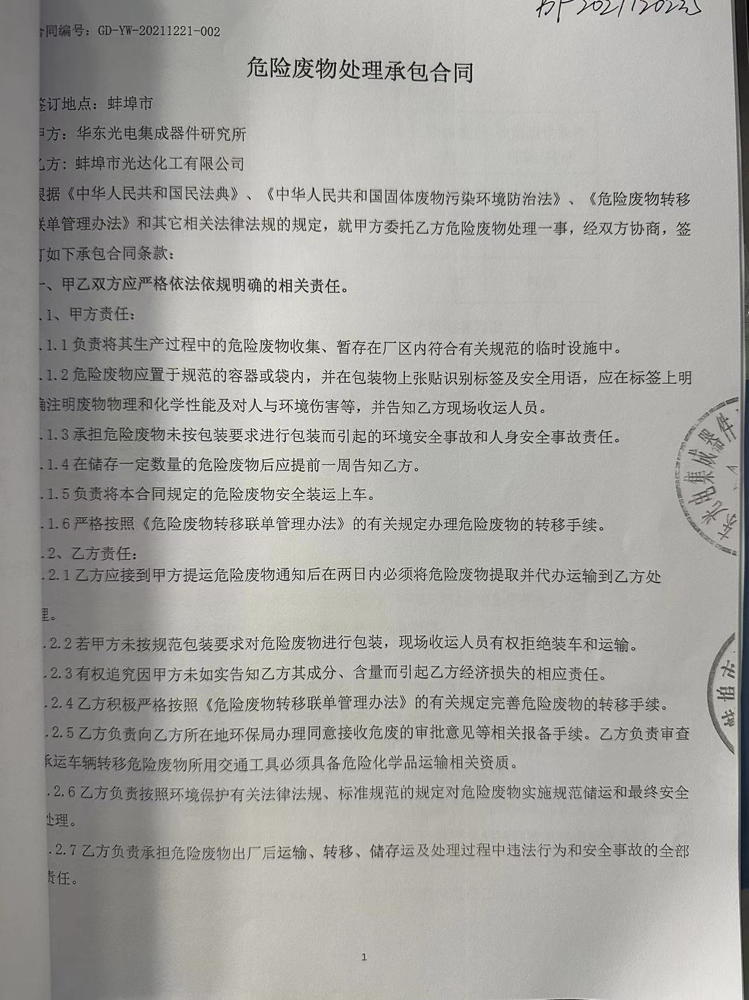 20211202
合同编号：GD-YW-20211221-002
危险废物处理承包合同
签订地点：蚌埠市
甲方：华东光电集成器件研究所
乙方：蚌埠市光达化工有限公司
根据《中华人民共和国民法典》、《中华人民共和国固体废物污染环境防治法》、《危险废物转移
联单管理办法》和其它相关法律法规的规定，就甲方委托乙方危险废物处理一事，经双方协商，签
订如下承包合同条款：
一、甲乙双方应严格依法依规明确的相关责任。
.1、甲方责任：
.1.1负责将其生产过程中的危险废物收集、暂存在厂区内符合有关规范的临时设施中。
.1.2危险废物应置于规范的容器或袋内，并在包装物上张贴识别标签及安全用语，应在标签上明
确注明废物物理和化学性能及对人与环境伤害等，并告知乙方现场收运人员。
.1.3承担危险废物未按包装要求进行包装而引起的环境安全事故和人身安全事故责任。
.1.4在储存一定数量的危险废物后应提前一周告知乙方。
.1.5负责将本合同规定的危险废物安全装运上车。
.1.6严格按照《危险废物转移联单管理办法》的有关规定办理危险废物的转移手续。
.2、乙方责任：
.2.1乙方应接到甲方提运危险废物通知后在两日内必须将危险废物提取并代办运输到乙方处
理。
.2.2若甲方未按规范包装要求对危险废物进行包装，现场收运人员有权拒绝装车和运输。
.2.3有权追究因甲方未如实告知乙方其成分、含量而引起乙方经济损失的相应责任。
.2.4乙方积极严格按照《危险废物转移联单管理办法》的有关规定完善危险废物的转移手续。
.2.5乙方负责向乙方所在地环保局办理同意接收危废的审批意见等相关报备手续。乙方负责审查
承运车辆转移危险废物所用交通工具必须具备危险化学品运输相关资质。
.2.6乙方负责按照环境保护有关法律法规、标准规范的规定对危险废物实施规范储运和最终安全
处理。
.2.7乙方负责承担危险废物出厂后运输、转移、储存运及处理过程中违法行为和安全事故的全部
责任。
东光电集成器件
1